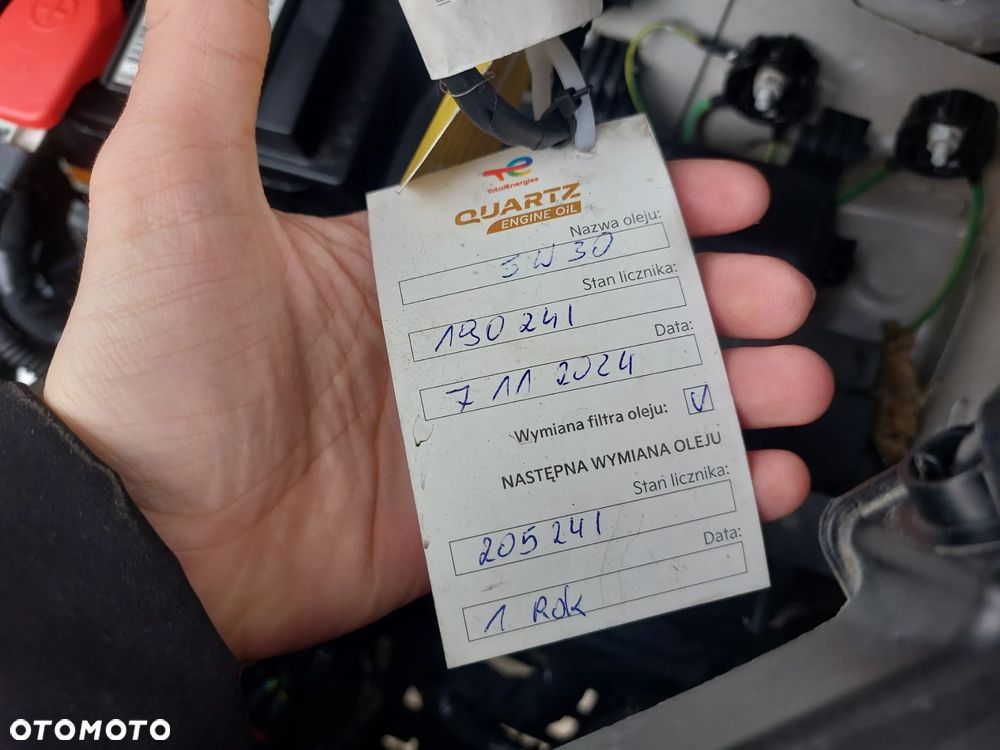 TotalEnergies
QUARTZ
ENGINE OIL
Nazwa oleju:
5W30
Stan licznika:
190 241
Data:
7 11 2024
Wymiana filtra oleju: V
NASTĘPNA WYMIANA OLEJU
Stan licznika:
205 241
Data:
1 Rok
OTOMOTO